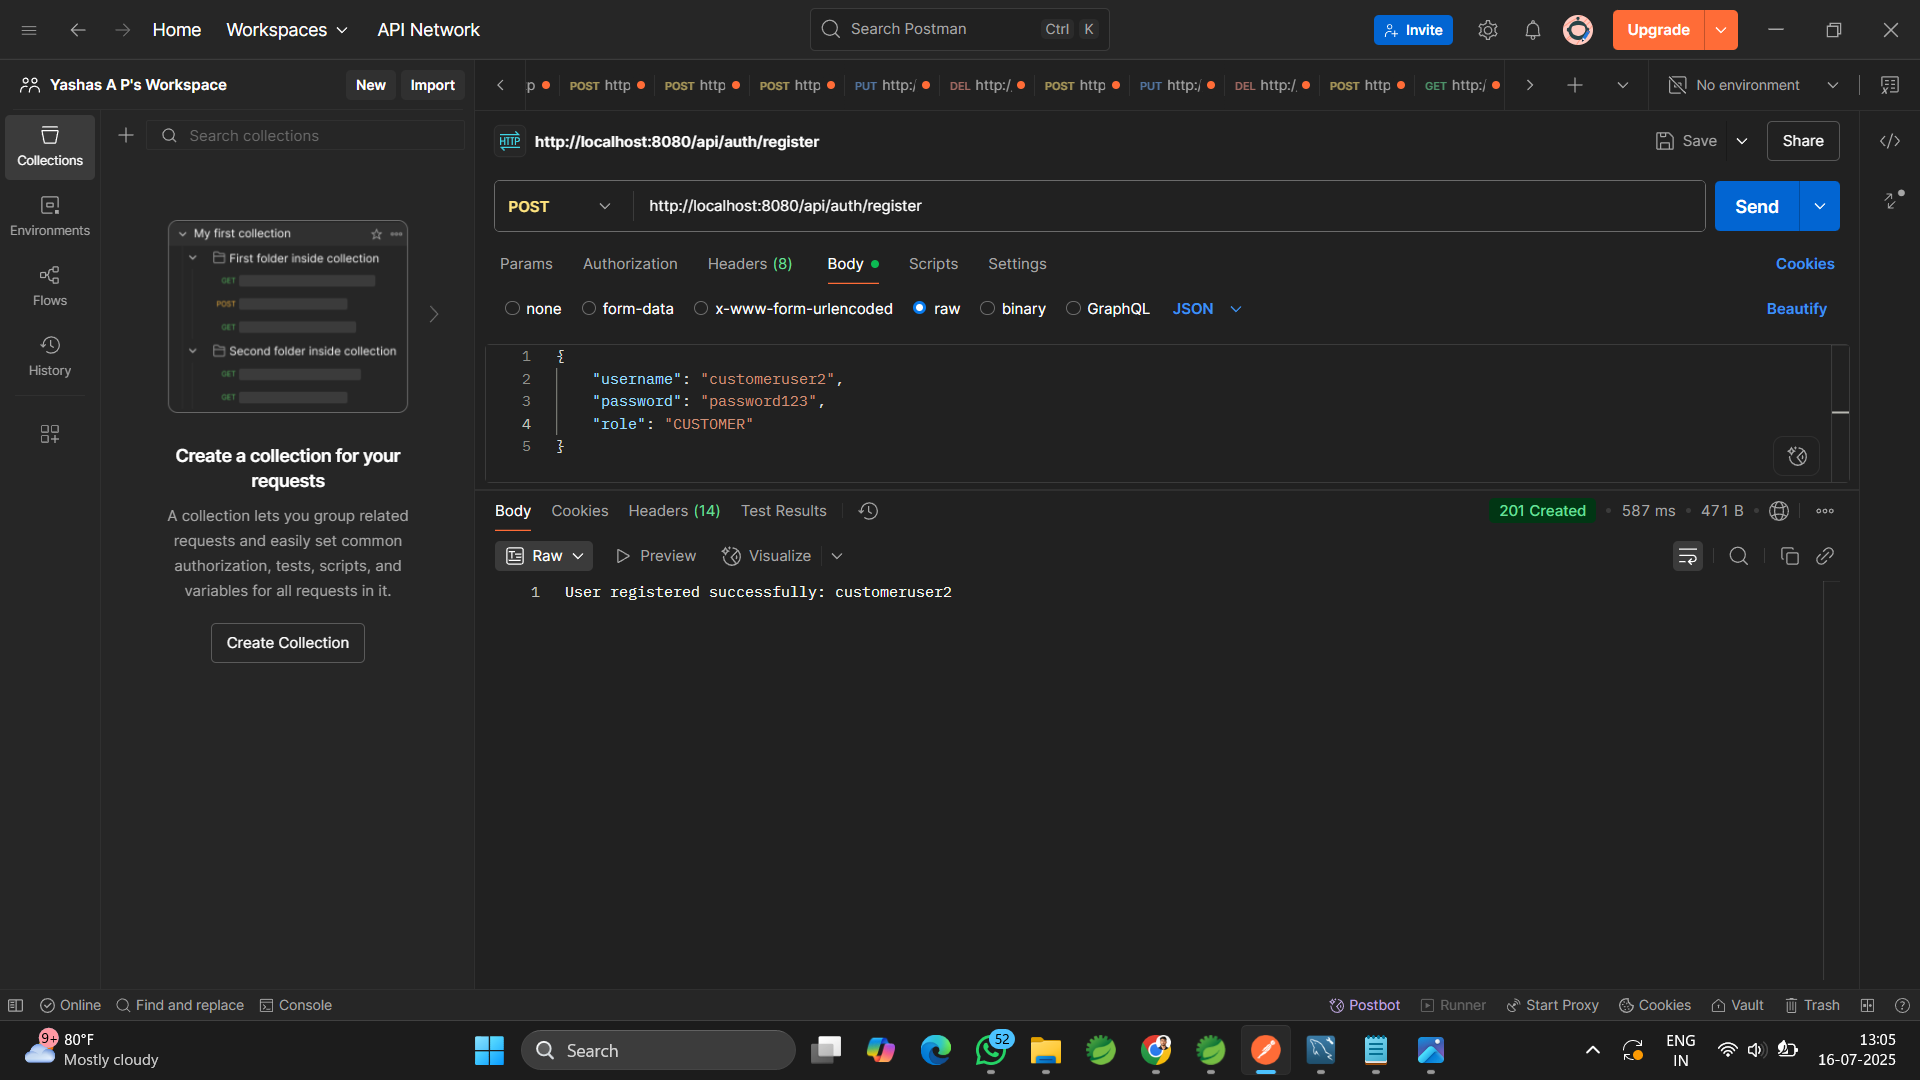 Home
Workspaces
API Network
Search Postman
Ctrl
K
Invite
Upgrade
Yashas A P's Workspace
New
Import
p
POST http
POST http
POST http
PUT http:/
DEL http:/
POST http
PUT http:/
DEL http:/
POST http
GET http:/
No environment
Collections
Environments
Flows
History
Search collections
My first collection
First folder inside collection
GET
POST
GET
Second folder inside collection
GET
GET
Create a collection for your
requests
A collection lets you group related
requests and easily set common
authorization, tests, scripts, and
variables for all requests in it.
Create Collection
HTTP
http://localhost:8080/api/auth/register
Save
Share
POST
http://localhost:8080/api/auth/register
Send
Params
Authorization
Headers (8)
Body
Scripts
Settings
Cookies
none
form-data
x-www-form-urlencoded
raw
binary
GraphQL
JSON
Beautify
1 {
2 "username": "customeruser2",
3 "password": "password123",
4 "role": "CUSTOMER"
5 }
Body
Cookies
Headers (14)
Test Results
201 Created
587 ms
471 B
Raw
Preview
Visualize
1 User registered successfully: customeruser2
Online
Find and replace
Console
Postbot
Runner
Start Proxy
Cookies
Vault
Trash
9+
80°F
Mostly cloudy
Search
52
ENG
IN
13:05
16-07-2025